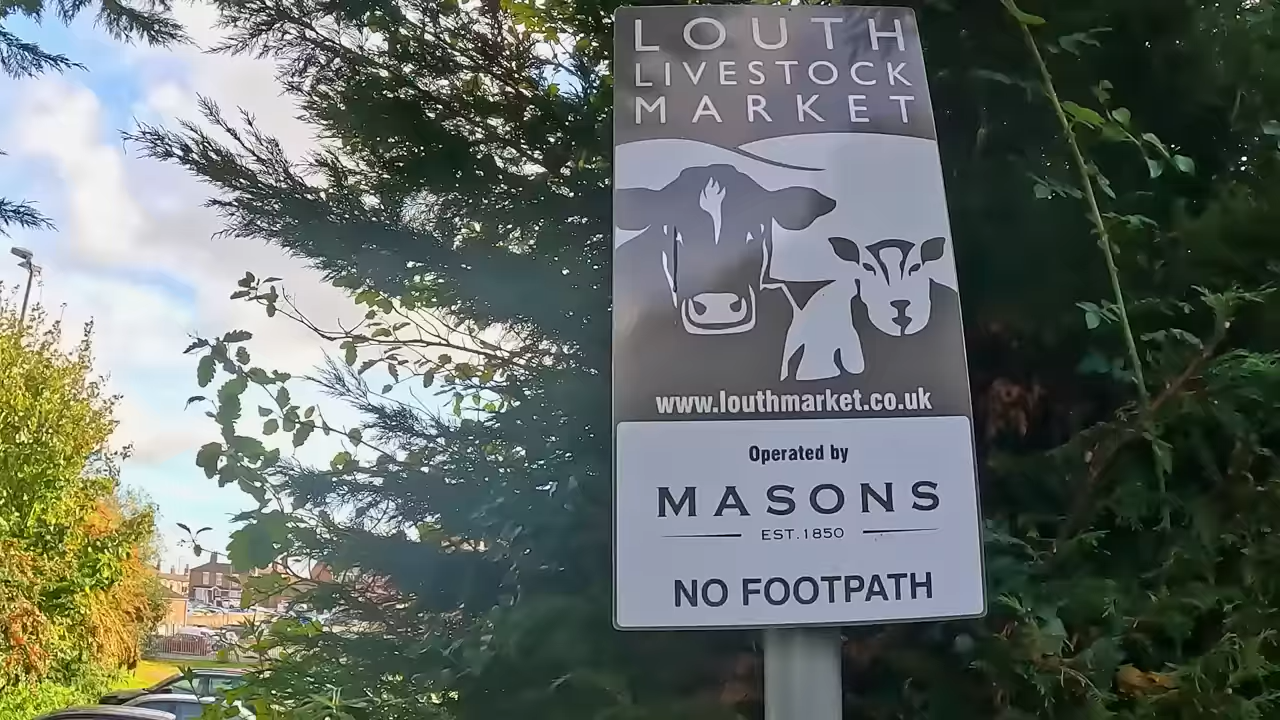 LOUTH
LIVESTOCK
MARKET
www.louthmarket.co.uk
Operated by
MASONS
EST.1850
NO FOOTPATH